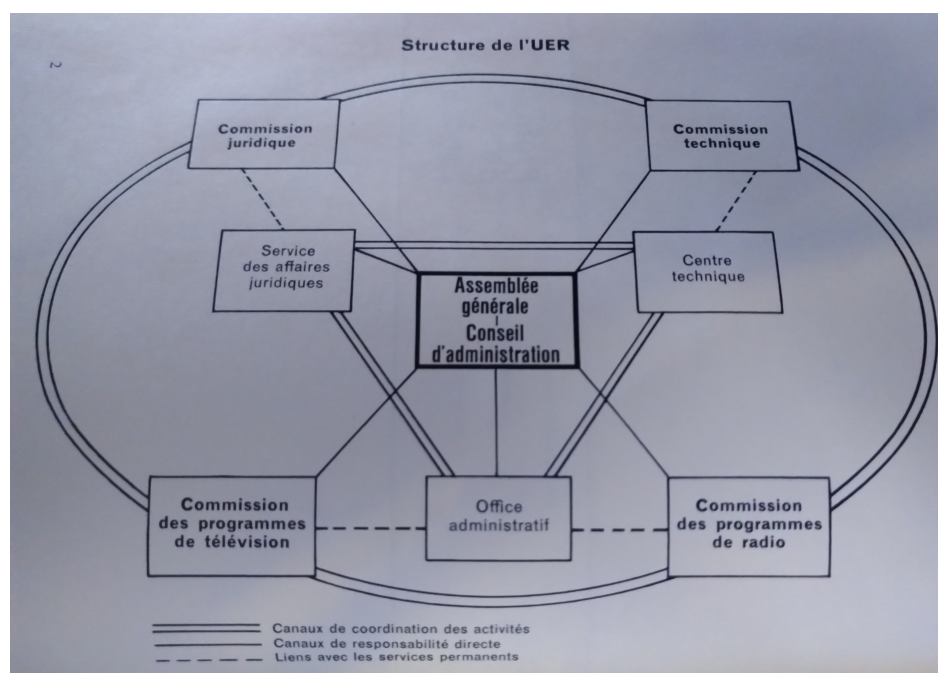 Structure de l'UER
2
Commission
juridique
Commission
technique
Service
des affaires
juridiques
Centre
technique
Assemblée
générale
Conseil
d'administration
Commission
des programmes
de télévision
Office
administratif
Commission
des programmes
de radio
Canaux de coordination des activités
Canaux de responsabilité directe
Liens avec les services permanents